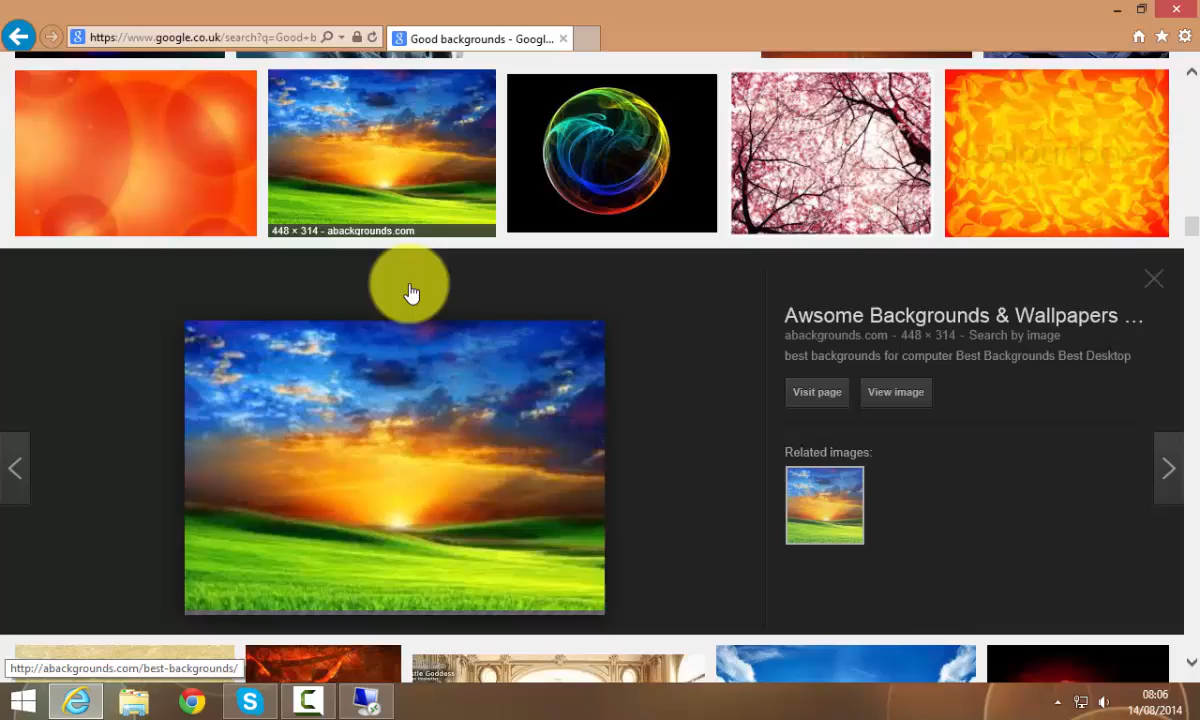 https://www.google.co.uk/search?q=Good+b
Good backgrounds - Googl...
448 × 314 - abackgrounds.com
Awsome Backgrounds & Wallpapers ...
abackgrounds.com - 448 × 314 - Search by image
best backgrounds for computer Best Backgrounds Best Desktop
Visit page
View image
Related images:
http://abackgrounds.com/best-backgrounds/
08:06
14/08/2014